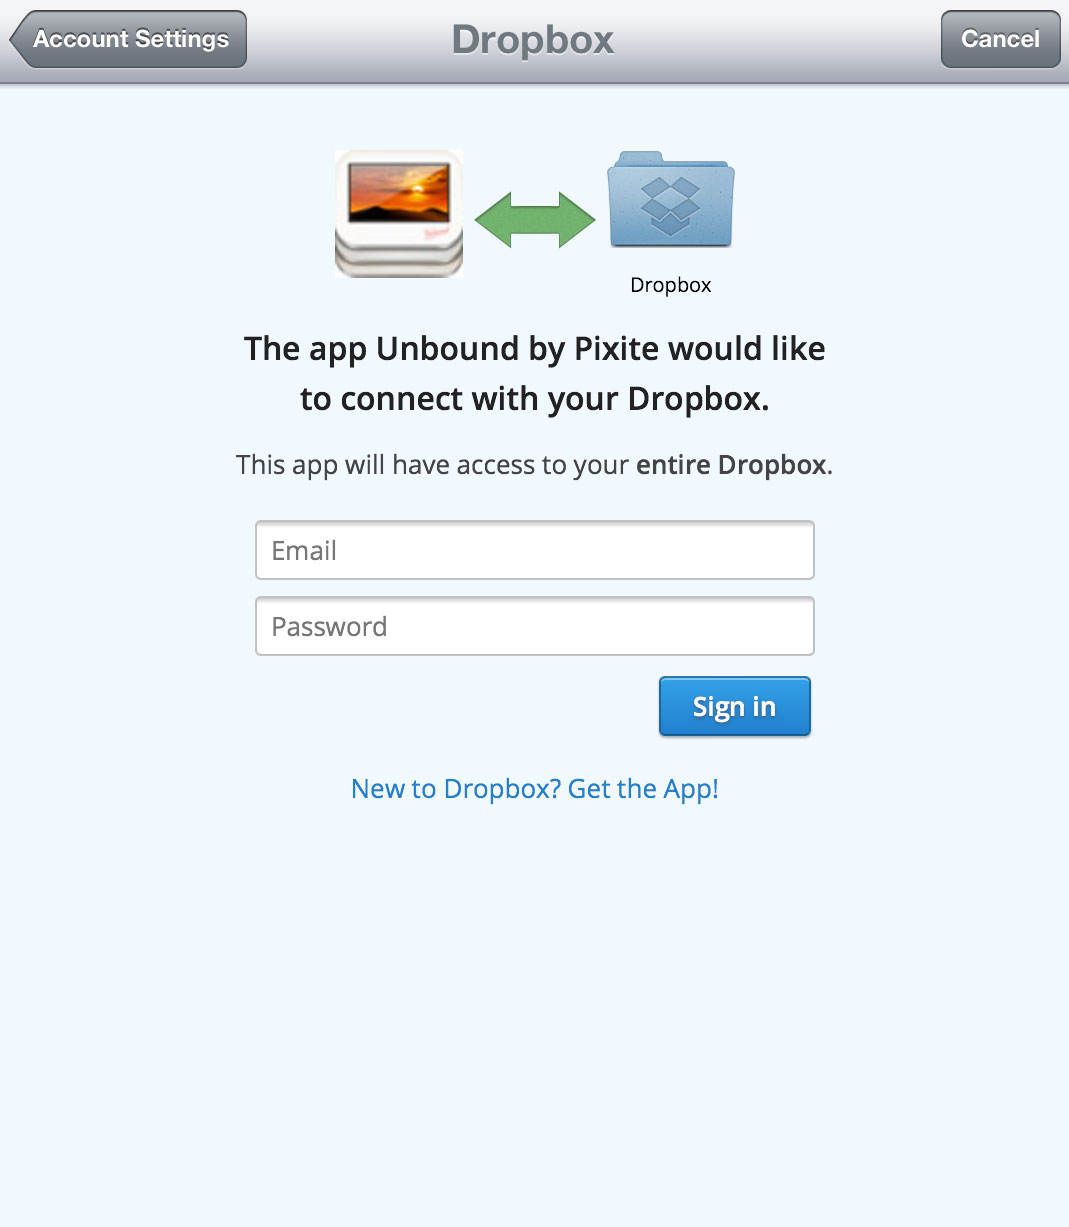 Account Settings
Dropbox
Cancel
Dropbox
The app Unbound by Pixite would like
to connect with your Dropbox.
This app will have access to your entire Dropbox.
Email
Password
Sign in
New to Dropbox? Get the App!